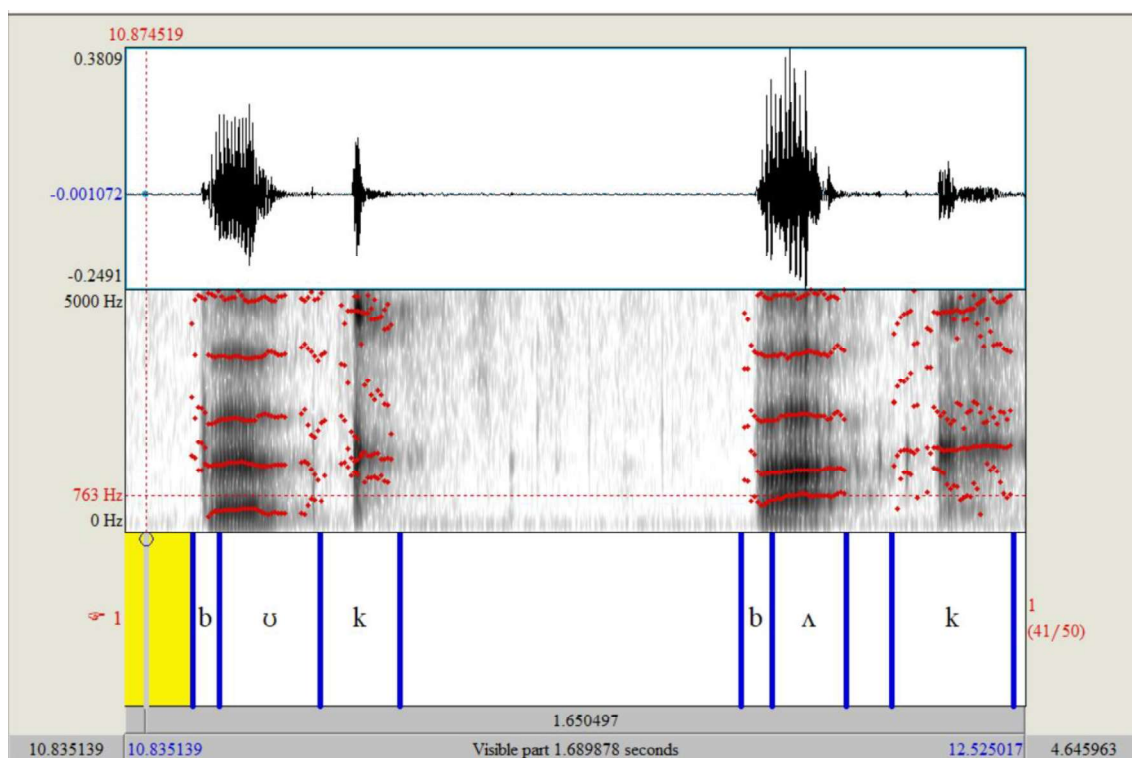 10.874519
0.3809
-0.001072
-0.2491
5000 Hz
763 Hz
0 Hz
☞ 1
b
ʊ
k
b
ʌ
k
1
(41/50)
1.650497
10.835139
10.835139
Visible part 1.689878 seconds
12.525017
4.645963